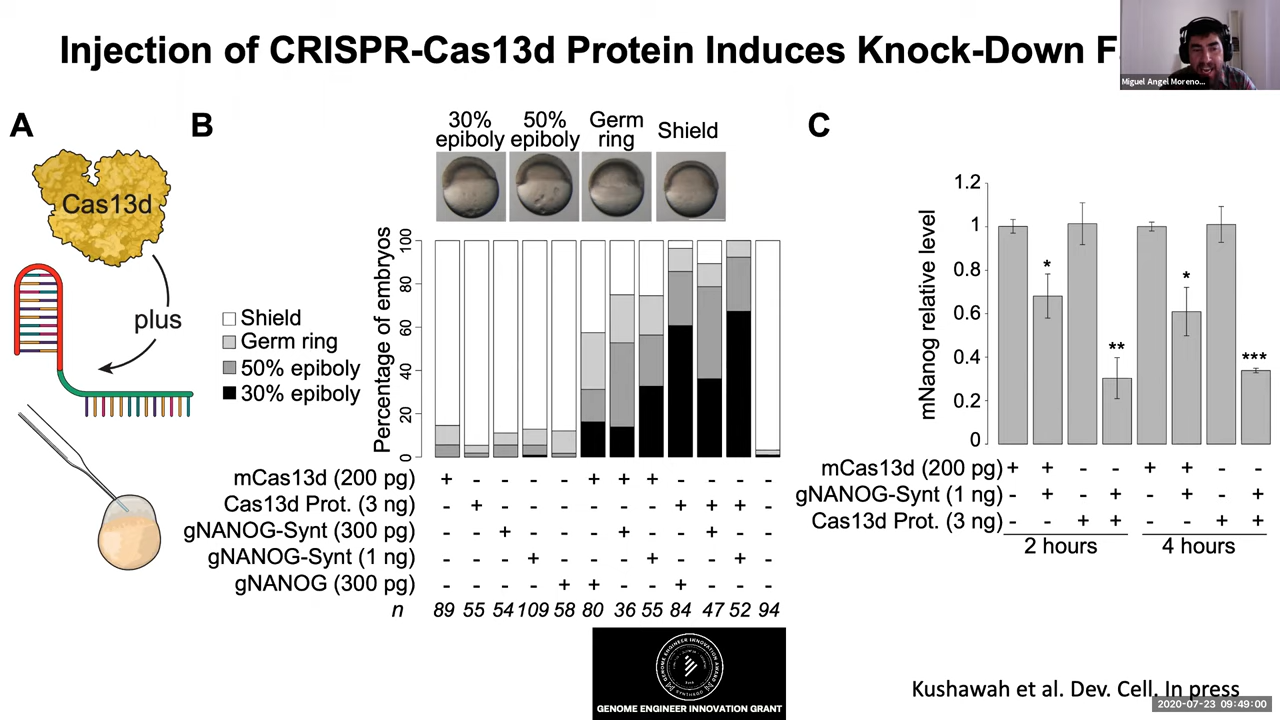 Injection of CRISPR-Cas13d Protein Induces Knock-Down F
Miguel Angel Moreno...
A
Cas13d
plus
B
30% epiboly
50% epiboly
Germ ring
Shield
Percentage of embryos
100
80
60
40
20
0
Shield
Germ ring
50% epiboly
30% epiboly
mCas13d (200 pg) + - - - - + + + - - - -
Cas13d Prot. (3 ng) - + - - - - - - + + + -
gNANOG-Synt (300 pg) - - + - - - + - - + - -
gNANOG-Synt (1 ng) - - - + - - - + - - + -
gNANOG (300 pg) - - - - + + - - + - - -
n 89 55 54 109 58 80 36 55 84 47 52 94
C
mNanog relative level
1.2
1
0.8
0.6
0.4
0.2
0
*
**
*
***
mCas13d (200 pg) + + - - + + - -
gNANOG-Synt (1 ng) - + - + - + - +
Cas13d Prot. (3 ng) - - + + - - + +
2 hours
4 hours
GENOME ENGINEER INNOVATION GRANT
Kushawah et al. Dev. Cell. In press
2020-07-23 09:49:00